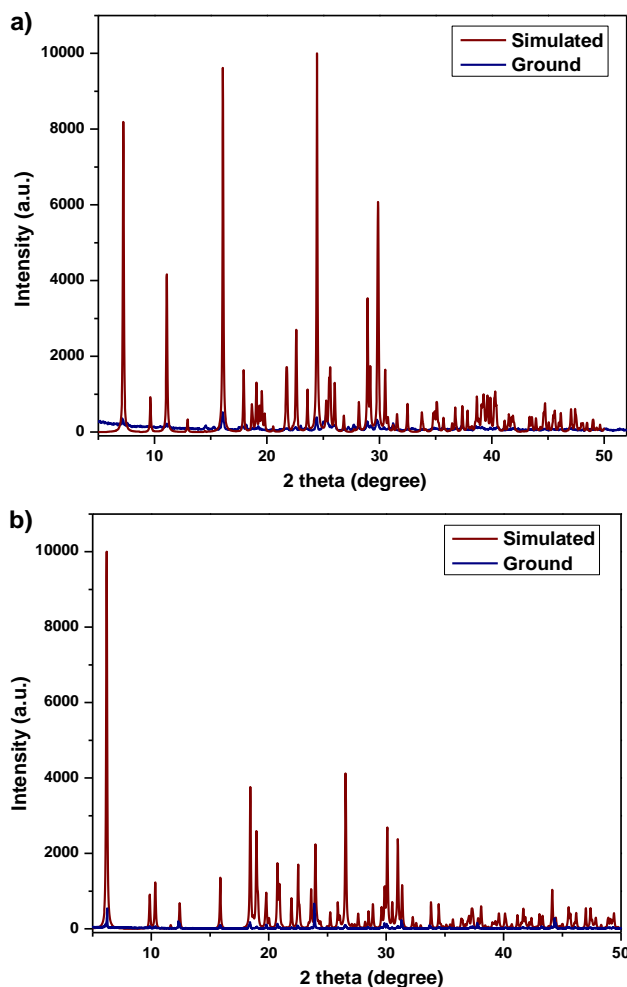 a)
Simulated
Ground
10000
8000
6000
4000
2000
0
Intensity (a.u.)
10 20 30 40 50
2 theta (degree)
b)
Simulated
Ground
10000
8000
6000
4000
2000
0
Intensity (a.u.)
10 20 30 40 50
2 theta (degree)